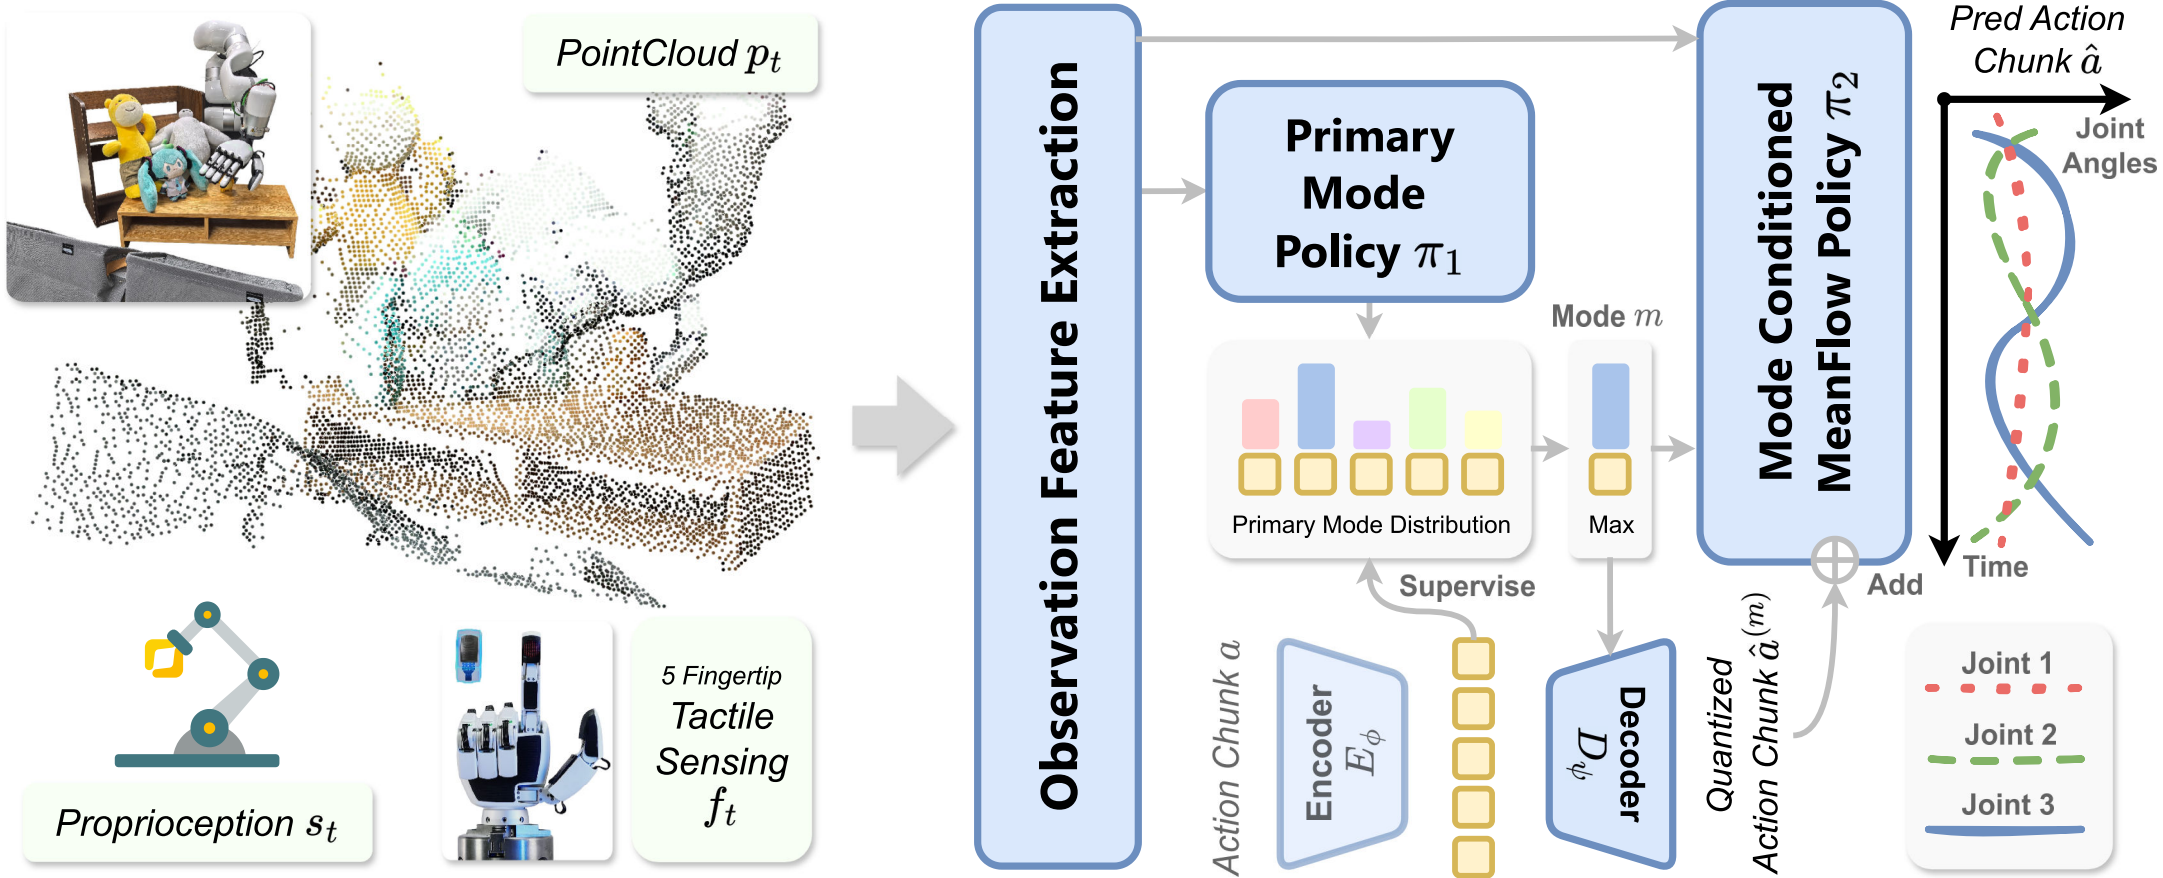 PointCloud pₜ
Proprioception sₜ
5 Fingertip
Tactile
Sensing
fₜ
Observation Feature Extraction
Primary
Mode
Policy π₁
Mode m
Primary Mode Distribution
Max
Supervise
Action Chunk a
Encoder
E_ϕ
Decoder
D_ψ
Quantized
Action Chunk â⁽ᵐ⁾
Mode Conditioned
MeanFlow Policy π₂
Add
Pred Action
Chunk â
Joint
Angles
Time
Joint 1
Joint 2
Joint 3